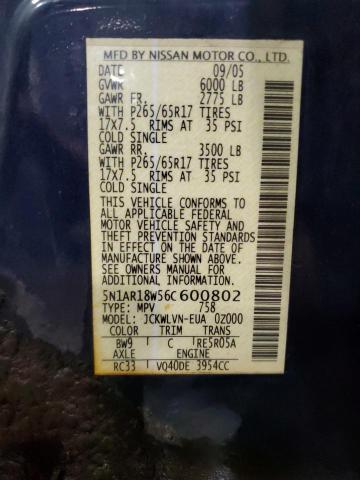 MFD BY NISSAN MOTOR CO., LTD.
DATE 09/05
GVWR 6000 LB
GAWR FR. 2775 LB
WITH P265/65R17 TIRES
17X7.5 RIMS AT 35 PSI
COLD SINGLE
GAWR RR. 3500 LB
WITH P265/65R17 TIRES
17X7.5 RIMS AT 35 PSI
COLD SINGLE
THIS VEHICLE CONFORMS TO
ALL APPLICABLE FEDERAL
MOTOR VEHICLE SAFETY AND
THEFT PREVENTION STANDARDS
IN EFFECT ON THE DATE OF
MANUFACTURE SHOWN ABOVE.
SEE OWNERS MANUAL FOR
ADDITIONAL INFORMATION.
5N1AR18W56C600802
TYPE: MPV 758
MODEL: JCKWLVN-EUA 0Z000
COLOR TRIM TRANS
BW9 C RE5R05A
AXLE ENGINE
RC33 VQ40DE 3954CC